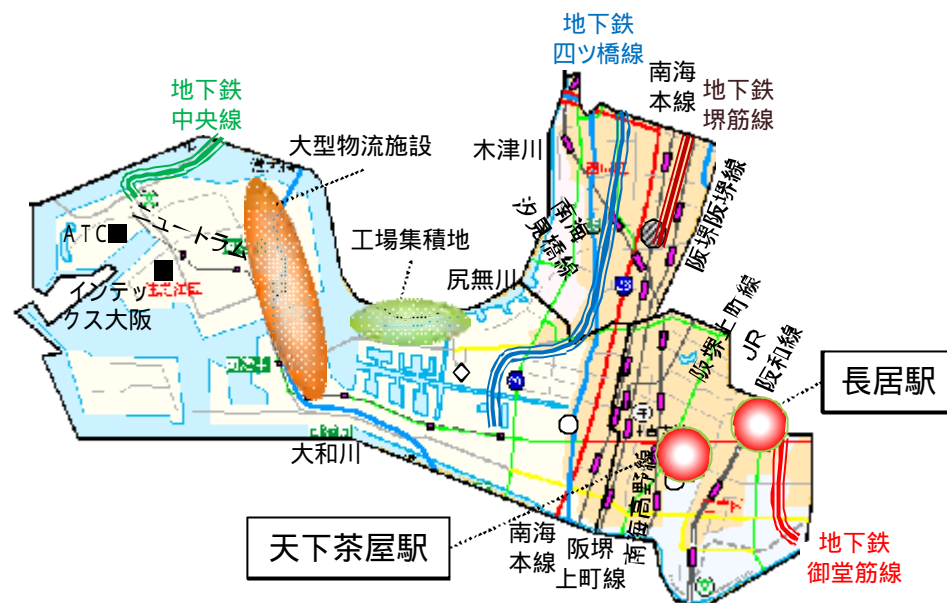 地下鉄
四ツ橋線
南海
本線
地下鉄
堺筋線
地下鉄
中央線
大型物流施設
木津川
南海
汐見橋線
阪堺阪堺線
ATC■
ニュートラム
工場集積地
尻無川
インテッ
クス大阪
阪堺上町線
JR
阪和線
長居駅
大和川
天下茶屋駅
南海
本線
阪堺
上町線
南海高野線
地下鉄
御堂筋線